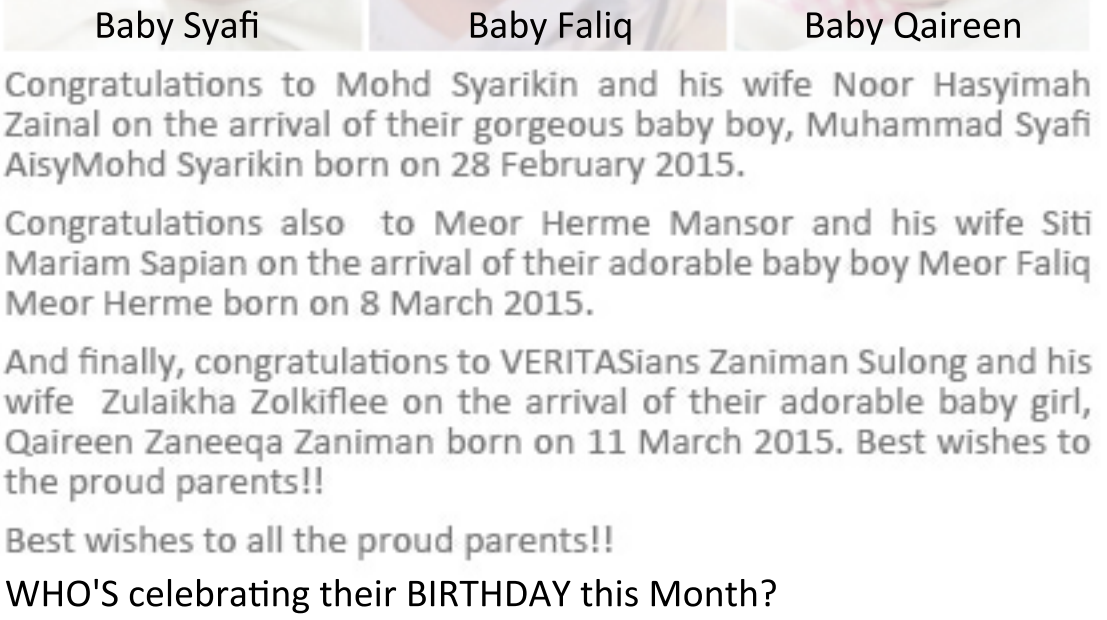 Baby Syafi Baby Faliq Baby Qaireen
Congratulations to Mohd Syarikin and his wife Noor Hasyimah
Zainal on the arrival of their gorgeous baby boy, Muhammad Syafi
AisyMohd Syarikin born on 28 February 2015.
Congratulations also to Meor Herme Mansor and his wife Siti
Mariam Sapian on the arrival of their adorable baby boy Meor Faliq
Meor Herme born on 8 March 2015.
And finally, congratulations to VERITASians Zaniman Sulong and his
wife Zulaikha Zolkiflee on the arrival of their adorable baby girl,
Qaireen Zaneeqa Zaniman born on 11 March 2015. Best wishes to
the proud parents!!
Best wishes to all the proud parents!!
WHO'S celebrating their BIRTHDAY this Month?